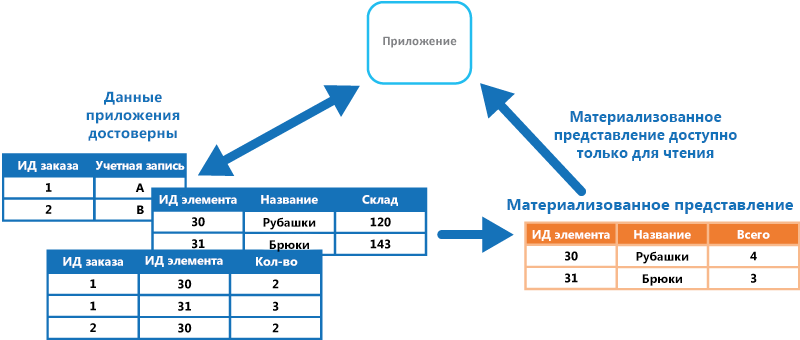 Приложение
Данные
приложения
достоверны
Материализованное
представление доступно
только для чтения
ИД заказа Учетная запись
1 A
2 B
ИД элемента Название Склад
30 Рубашки 120
31 Брюки 143
ИД заказа ИД элемента Кол-во
1 30 2
1 31 3
2 30 2
Материализованное представление
ИД элемента Название Всего
30 Рубашки 4
31 Брюки 3